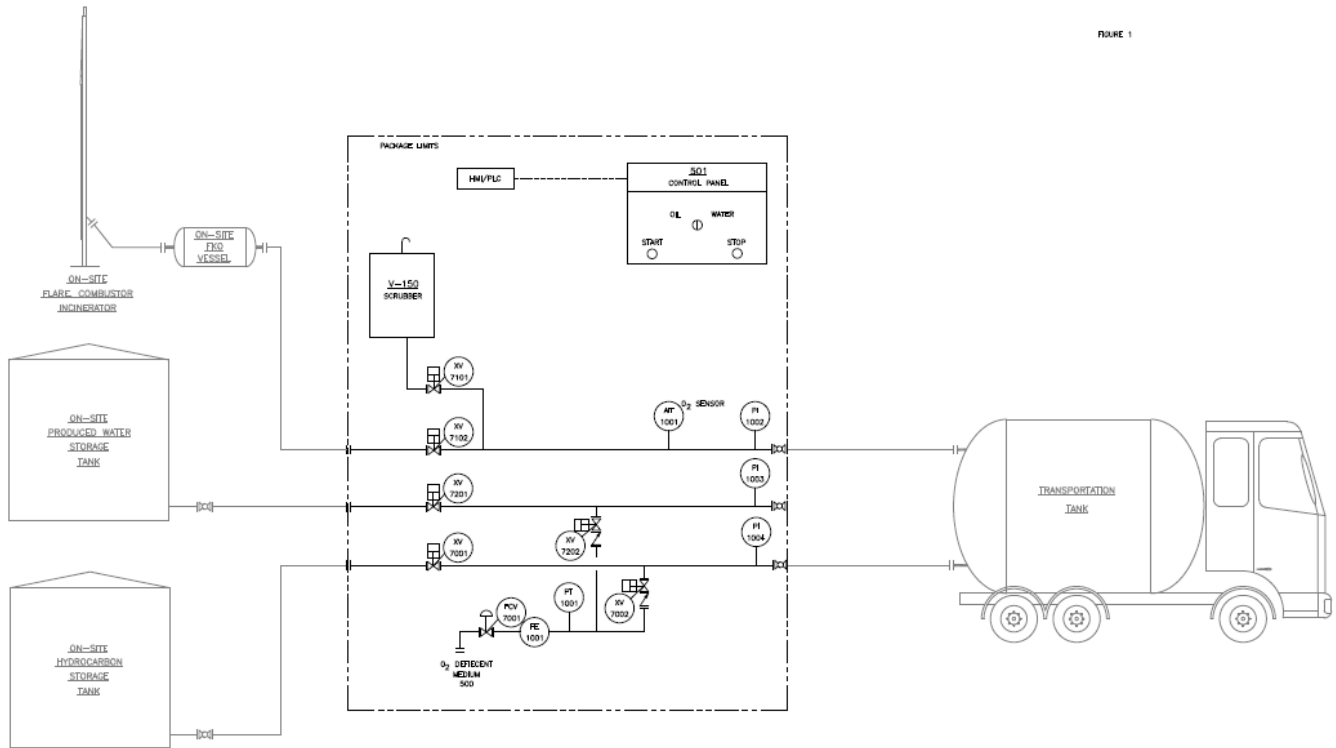 FIGURE 1
PACKAGE LIMITS
HMI/PLC
501
CONTROL PANEL
OIL
WATER
START
STOP
ON-SITE
FKO
VESSEL
ON-SITE
FLARE, COMBUSTOR
INCINERATOR
V-150
SCRUBBER
XV
7101
XV
7102
AIT
1001
O2 SENSOR
PI
1002
ON-SITE
PRODUCED WATER
STORAGE
TANK
XV
7201
PI
1003
TRANSPORTATION
TANK
XV
7202
XV
7001
PI
1004
XV
7002
PT
1001
PCV
7001
FE
1001
O2 DEFIECENT
MEDIUM
500
ON-SITE
HYDROCARBON
STORAGE
TANK